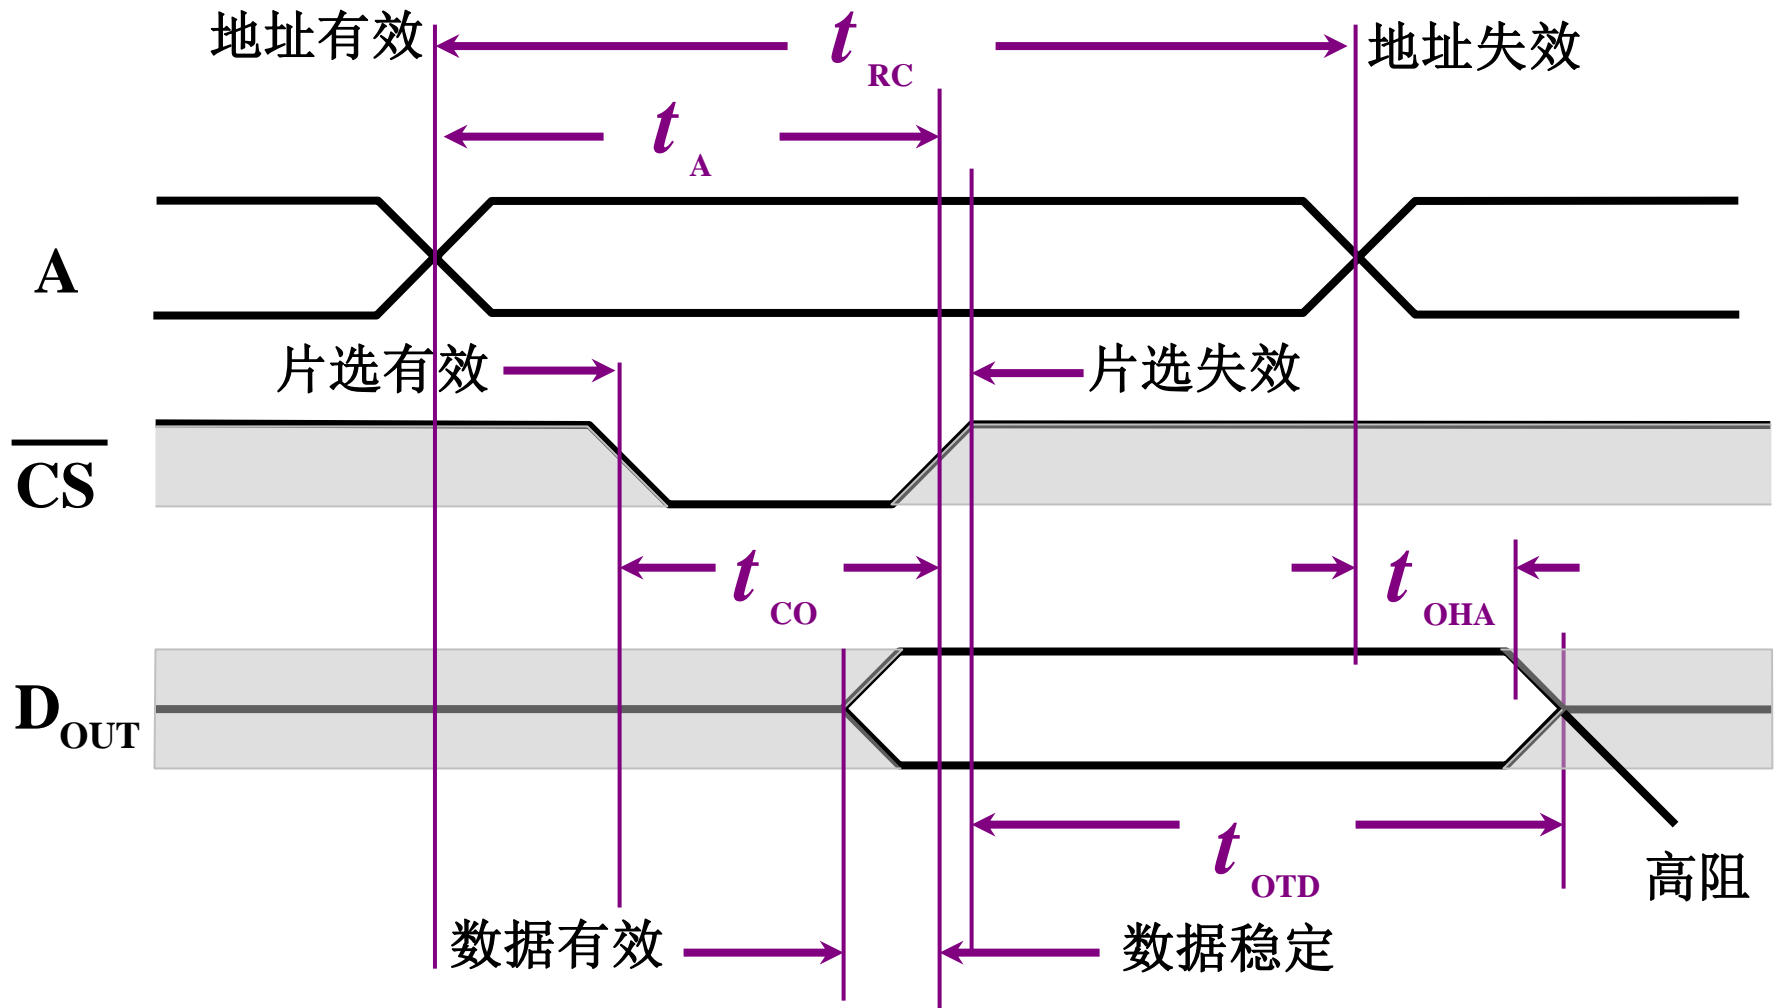 地址有效
t RC
地址失效
t A
A
片选有效
片选失效
CS
t CO
t OHA
DOUT
t OTD
高阻
数据有效
数据稳定